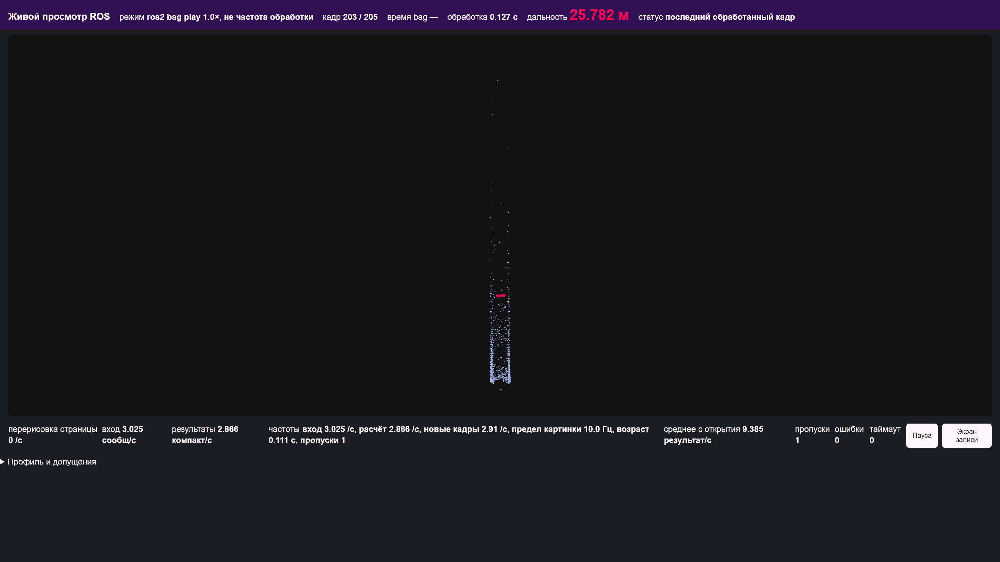 Живой просмотр ROS режим ros2 bag play 1.0×, не частота обработки кадр 203 / 205 время bag — обработка 0.127 с дальность 25.782 м статус последний обработанный кадр
перерисовка страницы 0 /с
вход 3.025 сообщ/с
результаты 2.866 компакт/с
частоты вход 3.025 /с, расчёт 2.866 /с, новые кадры 2.91 /с, предел картинки 10.0 Гц, возраст
0.111 с, пропуски 1
среднее с открытия 9.385
результат/с
пропуски
1
ошибки
0
таймаут
0
Пауза
Экран
записи
Профиль и допущения